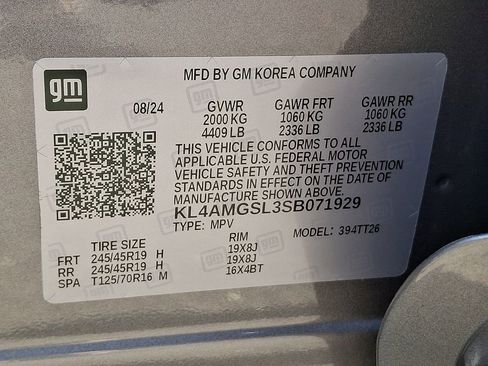 gm
MFD BY GM KOREA COMPANY
08/24 GVWR GAWR FRT GAWR RR
2000 KG 1060 KG 1060 KG
4409 LB 2336 LB 2336 LB
THIS VEHICLE CONFORMS TO ALL
APPLICABLE U.S. FEDERAL MOTOR
VEHICLE SAFETY AND THEFT PREVENTION
STANDARDS IN EFFECT ON THE DATE OF
MANUFACTURE SHOWN ABOVE.
KL4AMGSL3SB071929
TYPE: MPV MODEL: 394TT26
TIRE SIZE RIM
FRT 245/45R19 H 19X8J
RR 245/45R19 H 19X8J
SPA T125/70R16 M 16X4BT